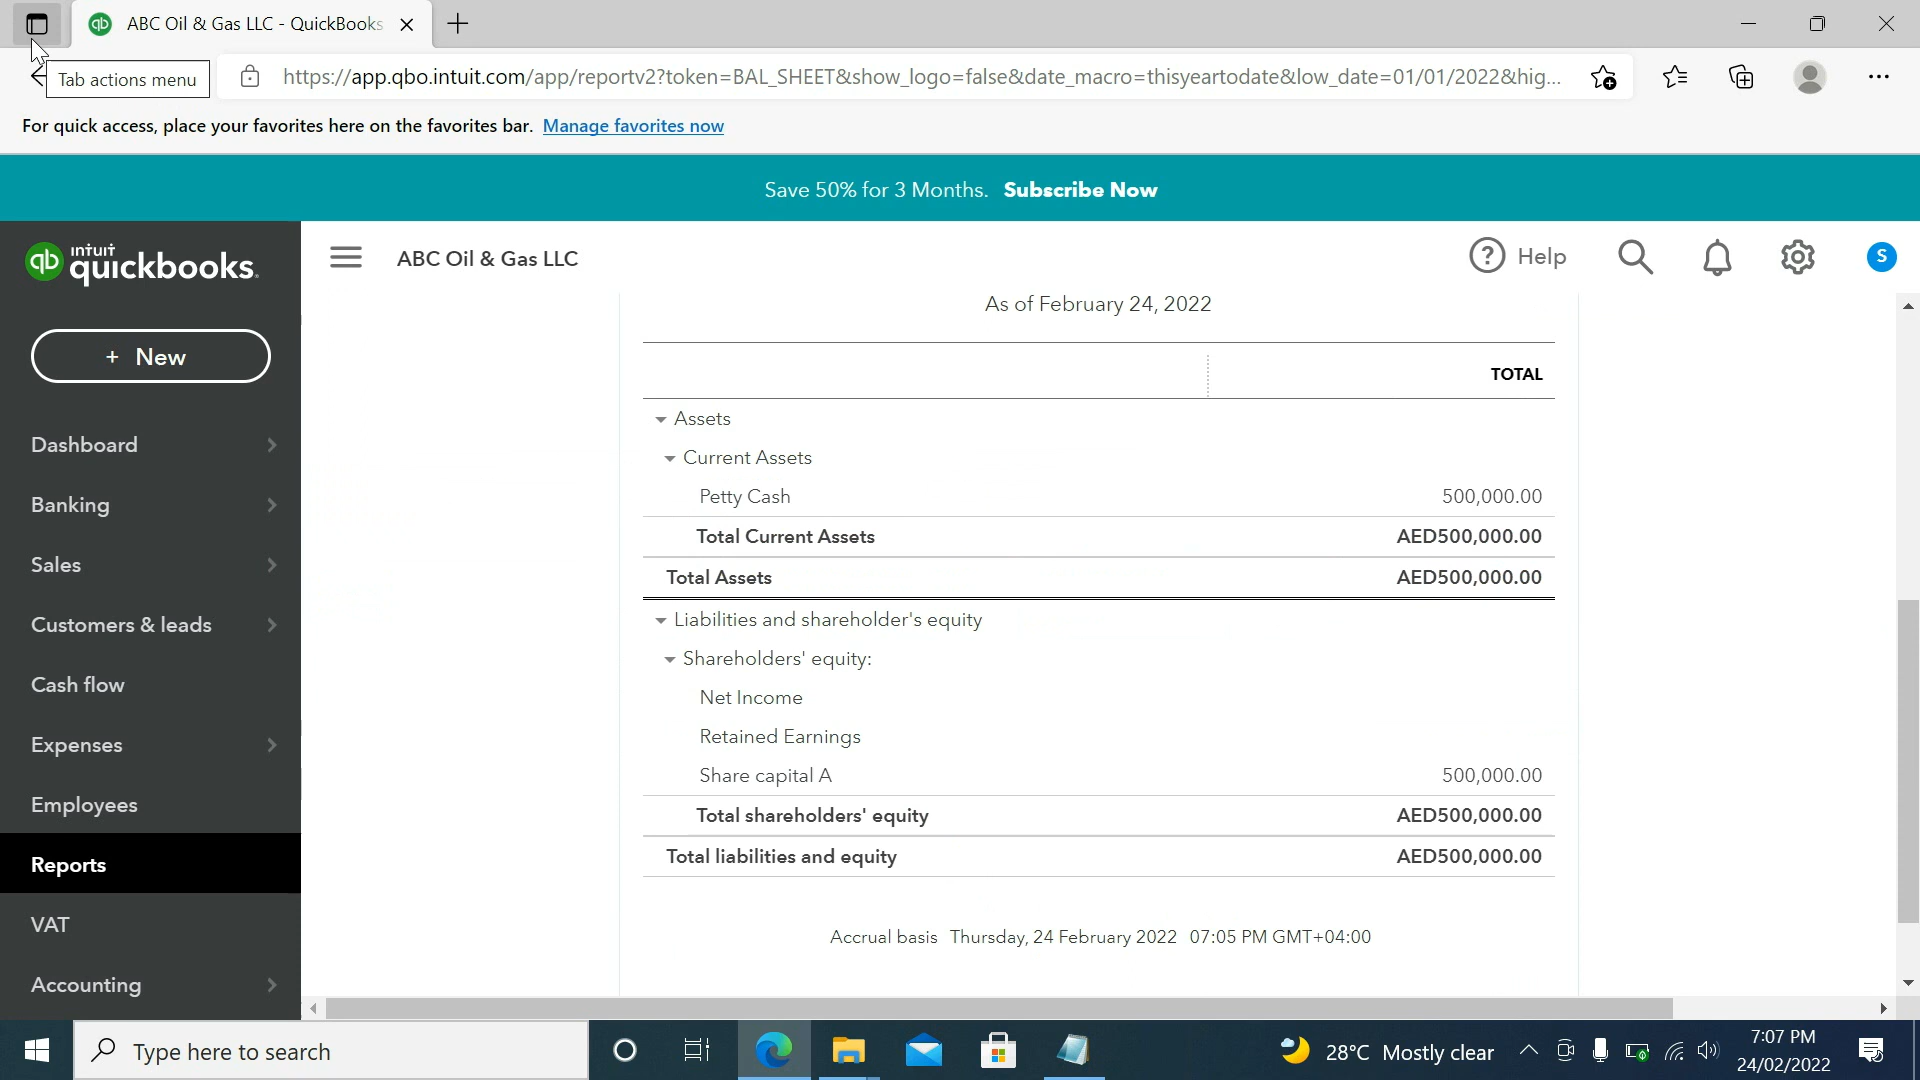 ABC Oil & Gas LLC - QuickBooks
Tab actions menu
https://app.qbo.intuit.com/app/reportv2?token=BAL_SHEET&show_logo=false&date_macro=thisyeartodate&low_date=01/01/2022&hig...
For quick access, place your favorites here on the favorites bar. Manage favorites now
Save 50% for 3 Months. Subscribe Now
qb intuit quickbooks.
ABC Oil & Gas LLC
? Help
S
+ New
Dashboard
Banking
Sales
Customers & leads
Cash flow
Expenses
Employees
Reports
VAT
Accounting
As of February 24, 2022
TOTAL
Assets
Current Assets
Petty Cash 500,000.00
Total Current Assets AED500,000.00
Total Assets AED500,000.00
Liabilities and shareholder's equity
Shareholders' equity:
Net Income
Retained Earnings
Share capital A 500,000.00
Total shareholders' equity AED500,000.00
Total liabilities and equity AED500,000.00
Accrual basis Thursday, 24 February 2022 07:05 PM GMT+04:00
Type here to search
28°C Mostly clear
7:07 PM
24/02/2022